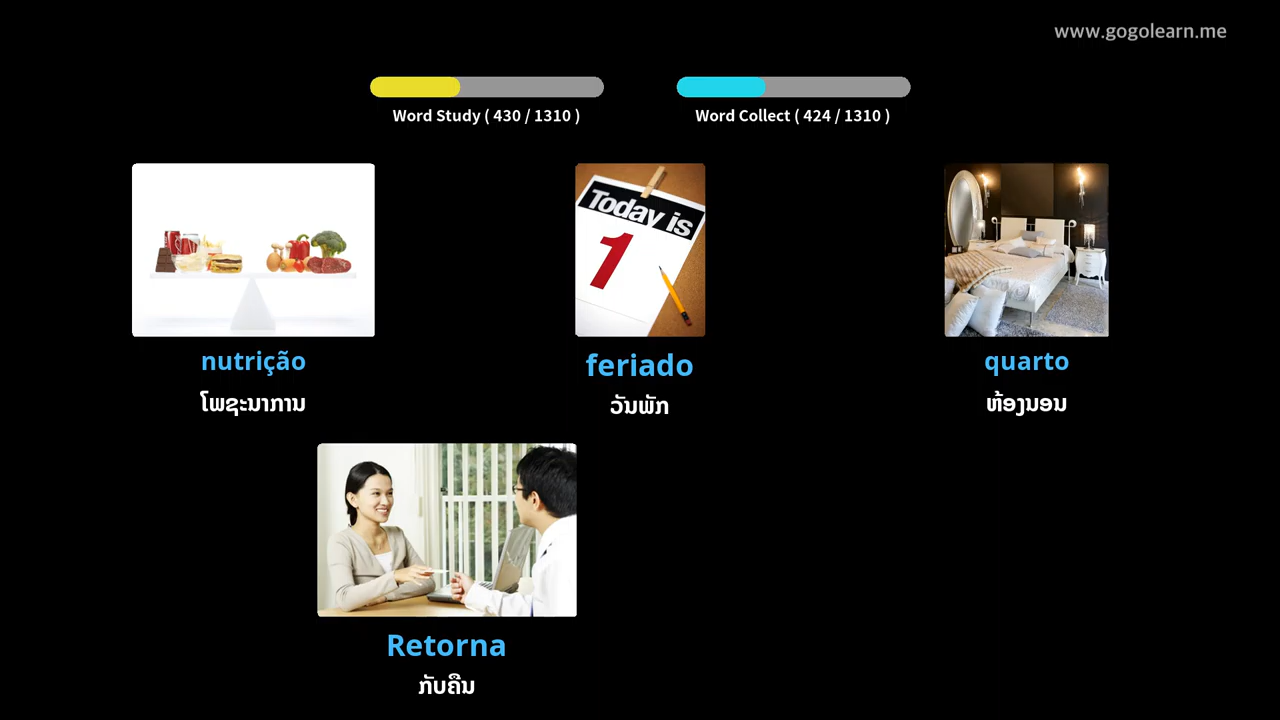 www.gogolearn.me
Word Study ( 430 / 1310 )
Word Collect ( 424 / 1310 )
Today is
1
nutrição
feriado
quarto
ໂພຊະນາການ
ວັນພັກ
ຫ້ອງນອນ
Retorna
ກັບຄືນ